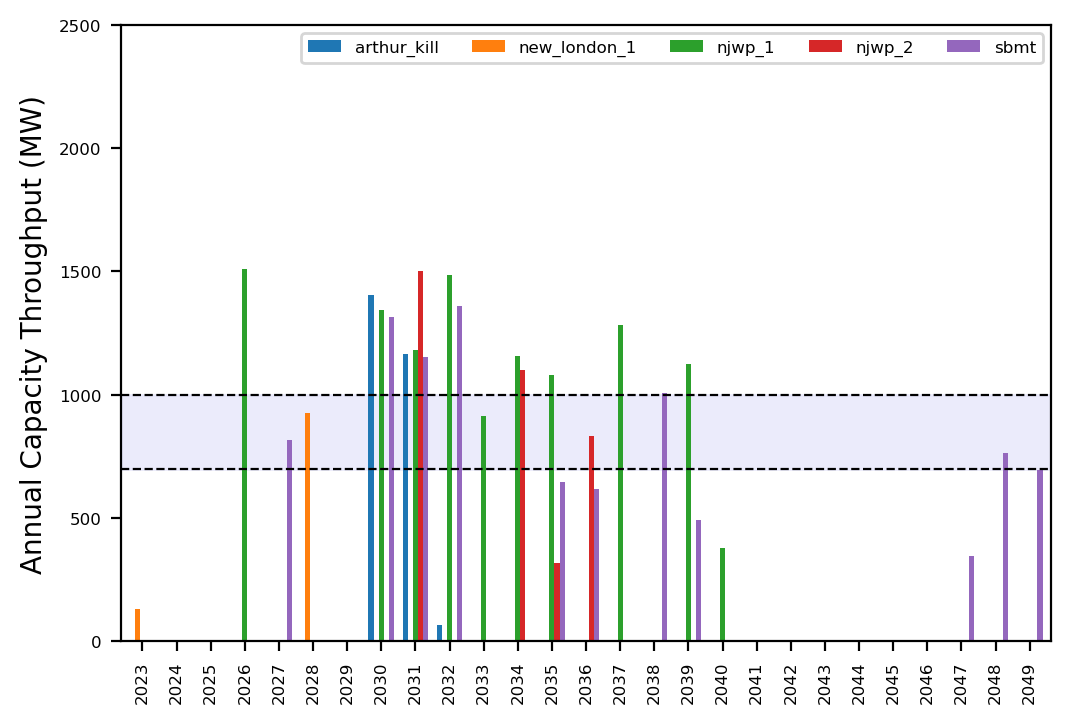 arthur_kill new_london_1 njwp_1 njwp_2 sbmt
Annual Capacity Throughput (MW)
2500
2000
1500
1000
500
0
2023 2024 2025 2026 2027 2028 2029 2030 2031 2032 2033 2034 2035 2036 2037 2038 2039 2040 2041 2042 2043 2044 2045 2046 2047 2048 2049